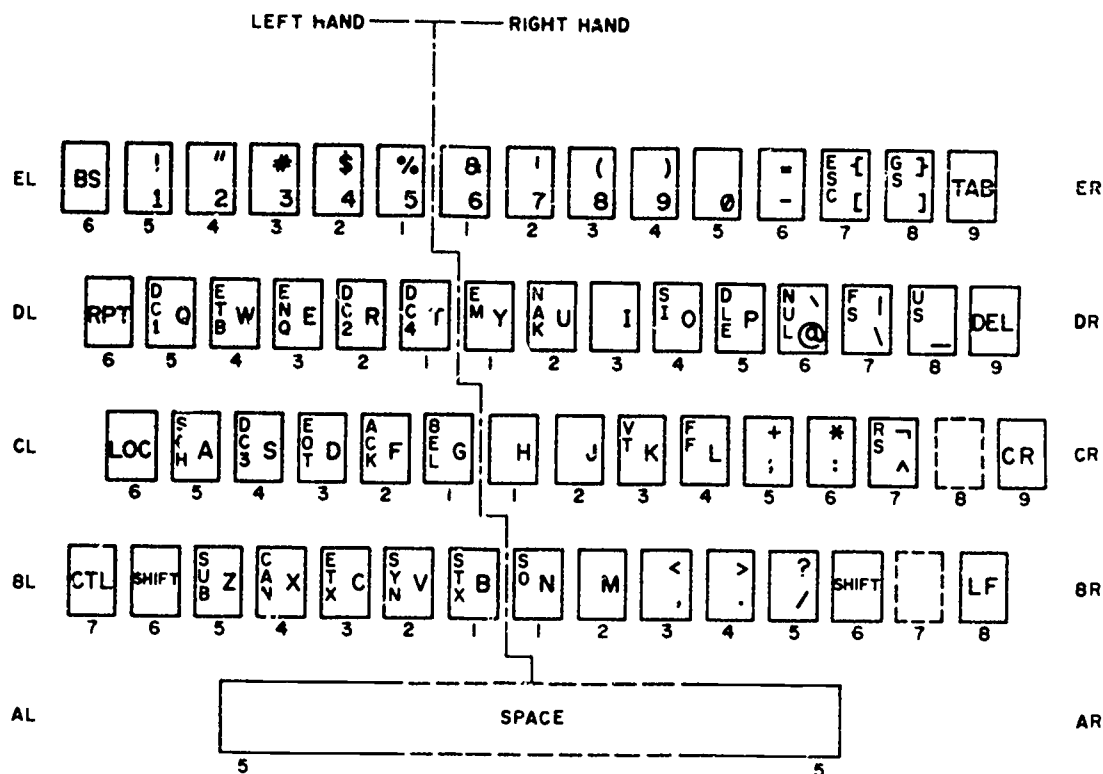 LEFT HAND RIGHT HAND
EL BS ! 1 " 2 # 3 $ 4 % 5 & 6 ' 7 ( 8 ) 9 0 = - ESC { [ GS } ] TAB ER
6 5 4 3 2 1 1 2 3 4 5 6 7 8 9
DL RPT DC1 Q ETB W ENQ E DC2 R DC4 T EM Y NAK U I SI O DLE P NUL \ @ FS | \ US _ DEL DR
6 5 4 3 2 1 1 2 3 4 5 6 7 8 9
CL LOC SOH A DC3 S EOT D ACK F BEL G H J VT K FF L + ; * : RS ¬ ^ CR CR
6 5 4 3 2 1 1 2 3 4 5 6 7 8 9
BL CTL SHIFT SUB Z CAN X ETX C SYN V STX B SO N M < , > . ? / SHIFT LF BR
7 6 5 4 3 2 1 1 2 3 4 5 6 7 8
AL SPACE AR
5 5